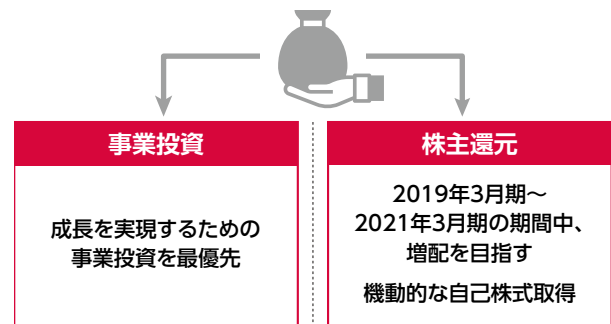 事業投資
成長を実現するための
事業投資を最優先
株主還元
2019年3月期～
2021年3月期の期間中、
増配を目指す
機動的な自己株式取得